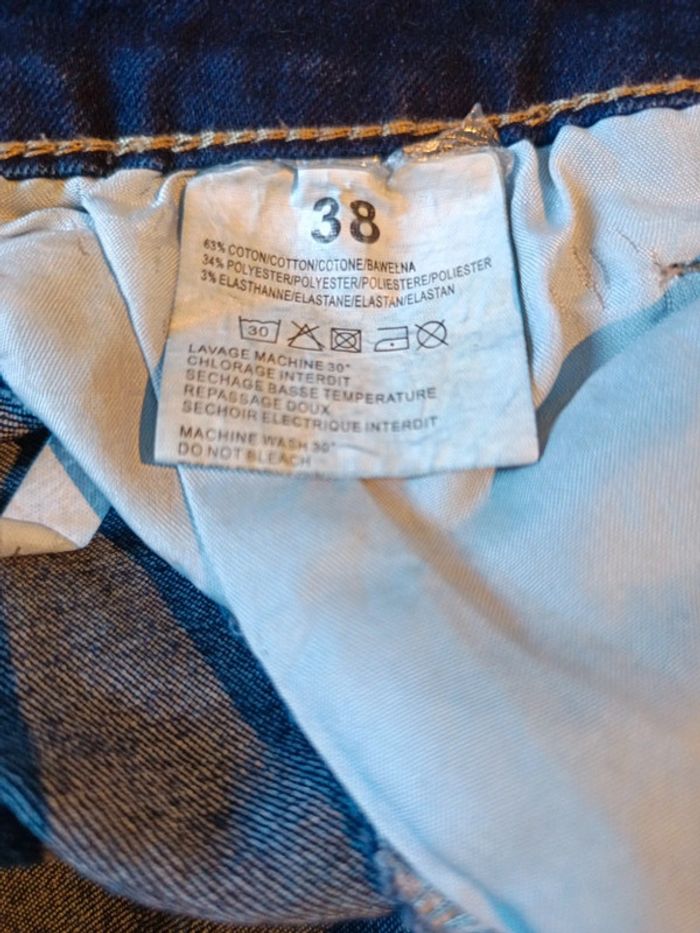 38
63% COTON/COTTON/COTONE/BAWEŁNA
34% POLYESTER/POLYESTER/POLIESTERE/POLIESTER
3% ELASTHANNE/ELASTANE/ELASTAN/ELASTAN
30
LAVAGE MACHINE 30°
CHLORAGE INTERDIT
SECHAGE BASSE TEMPERATURE
REPASSAGE DOUX
SECHOIR ELECTRIQUE INTERDIT
MACHINE WASH 30°
DO NOT BLEACH